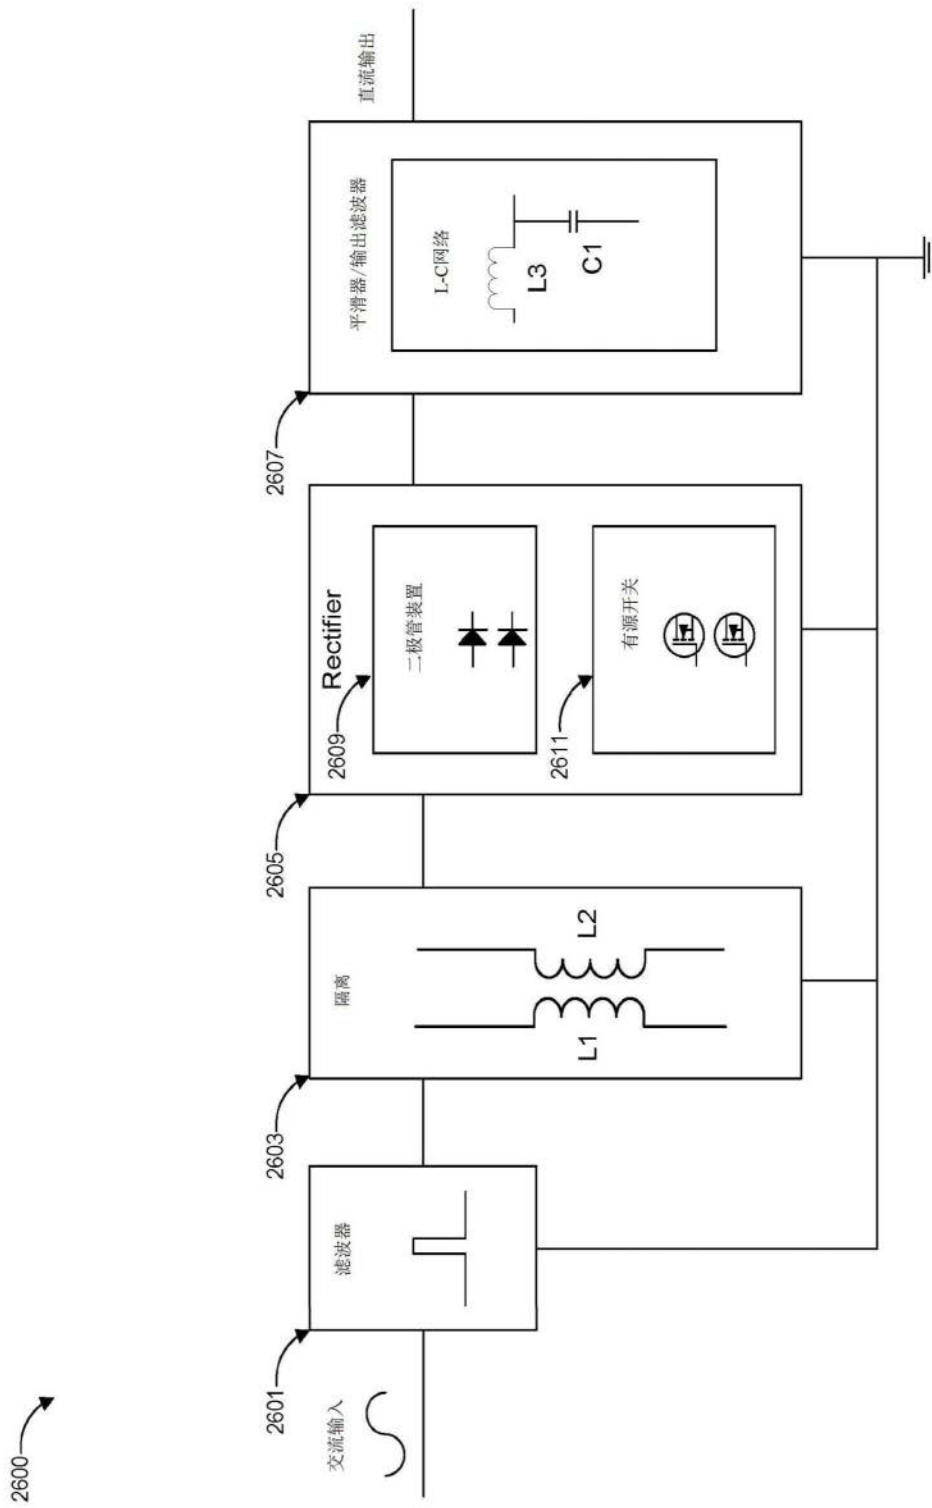 2600
交流输入
2601
滤波器
2603
隔离
L1
L2
2605
Rectifier
2609
二极管装置
2611
有源开关
2607
平滑器/输出滤波器
L-C网络
L3
C1
直流输出